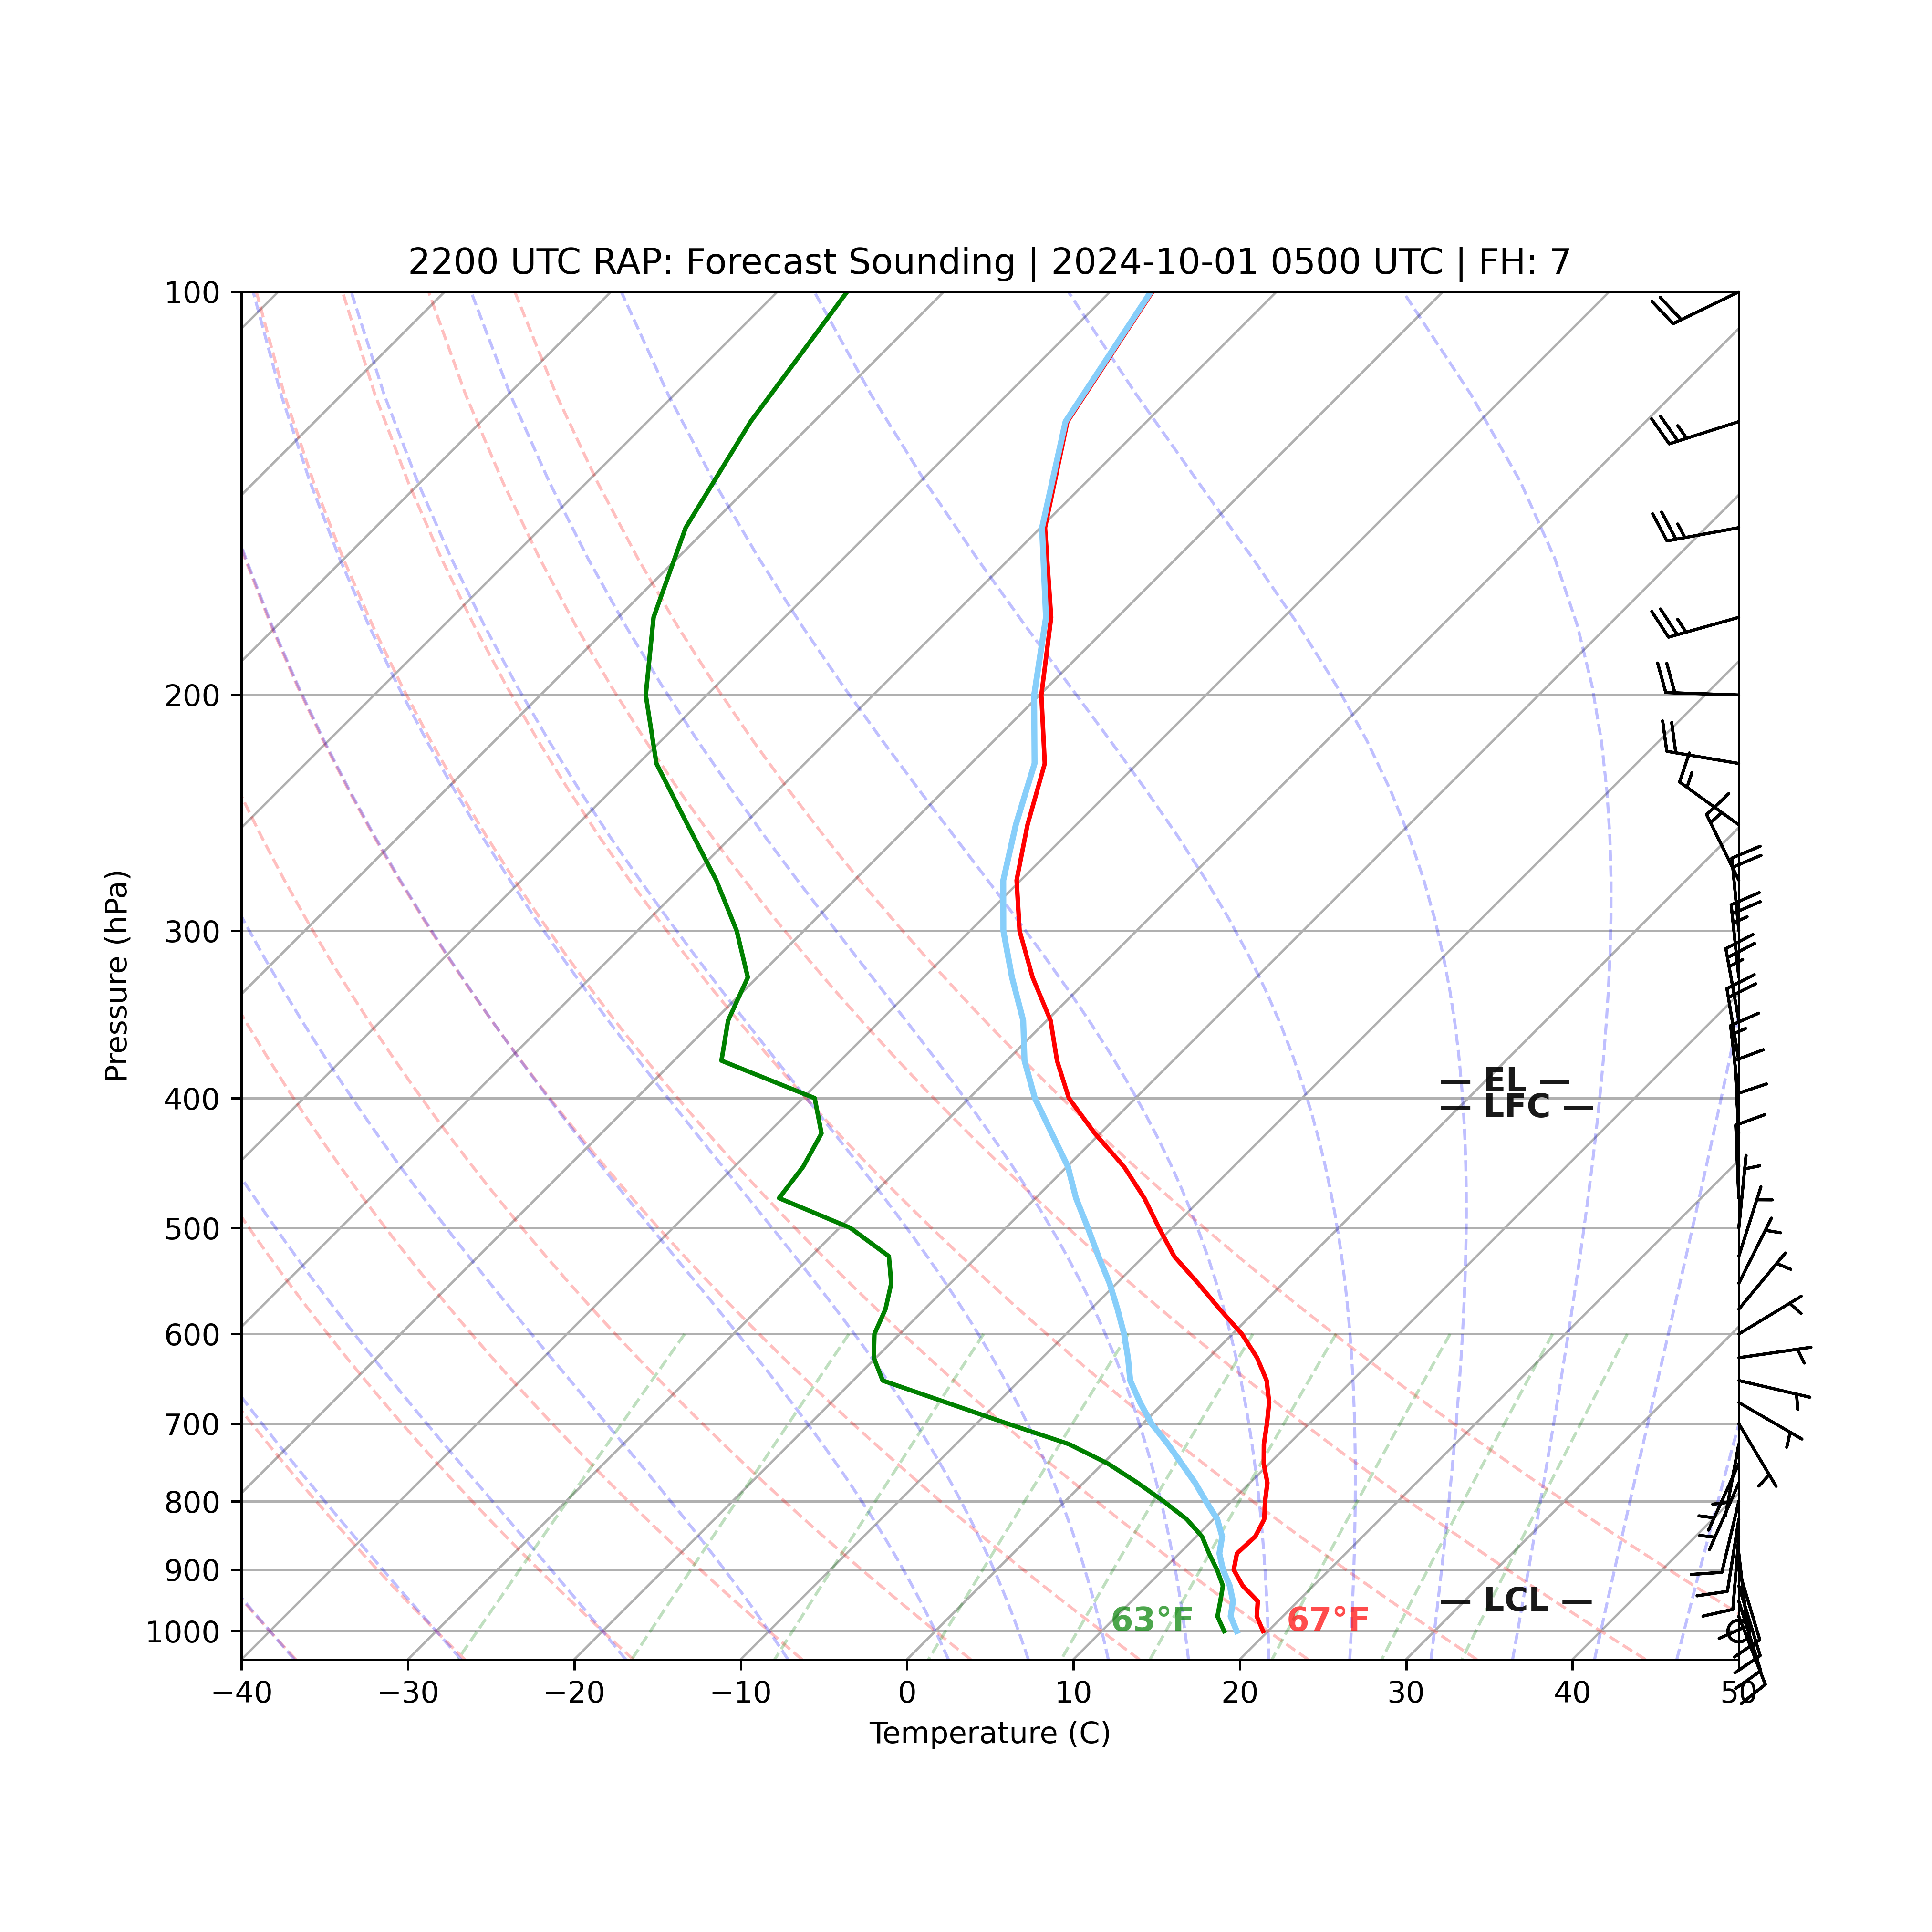 2200 UTC RAP: Forecast Sounding | 2024-10-01 0500 UTC | FH: 7
100
200
300
400
500
600
700
800
900
1000
Pressure (hPa)
— EL —
— LFC —
— LCL —
63°F
67°F
−40
−30
−20
−10
0
10
20
30
40
50
Temperature (C)